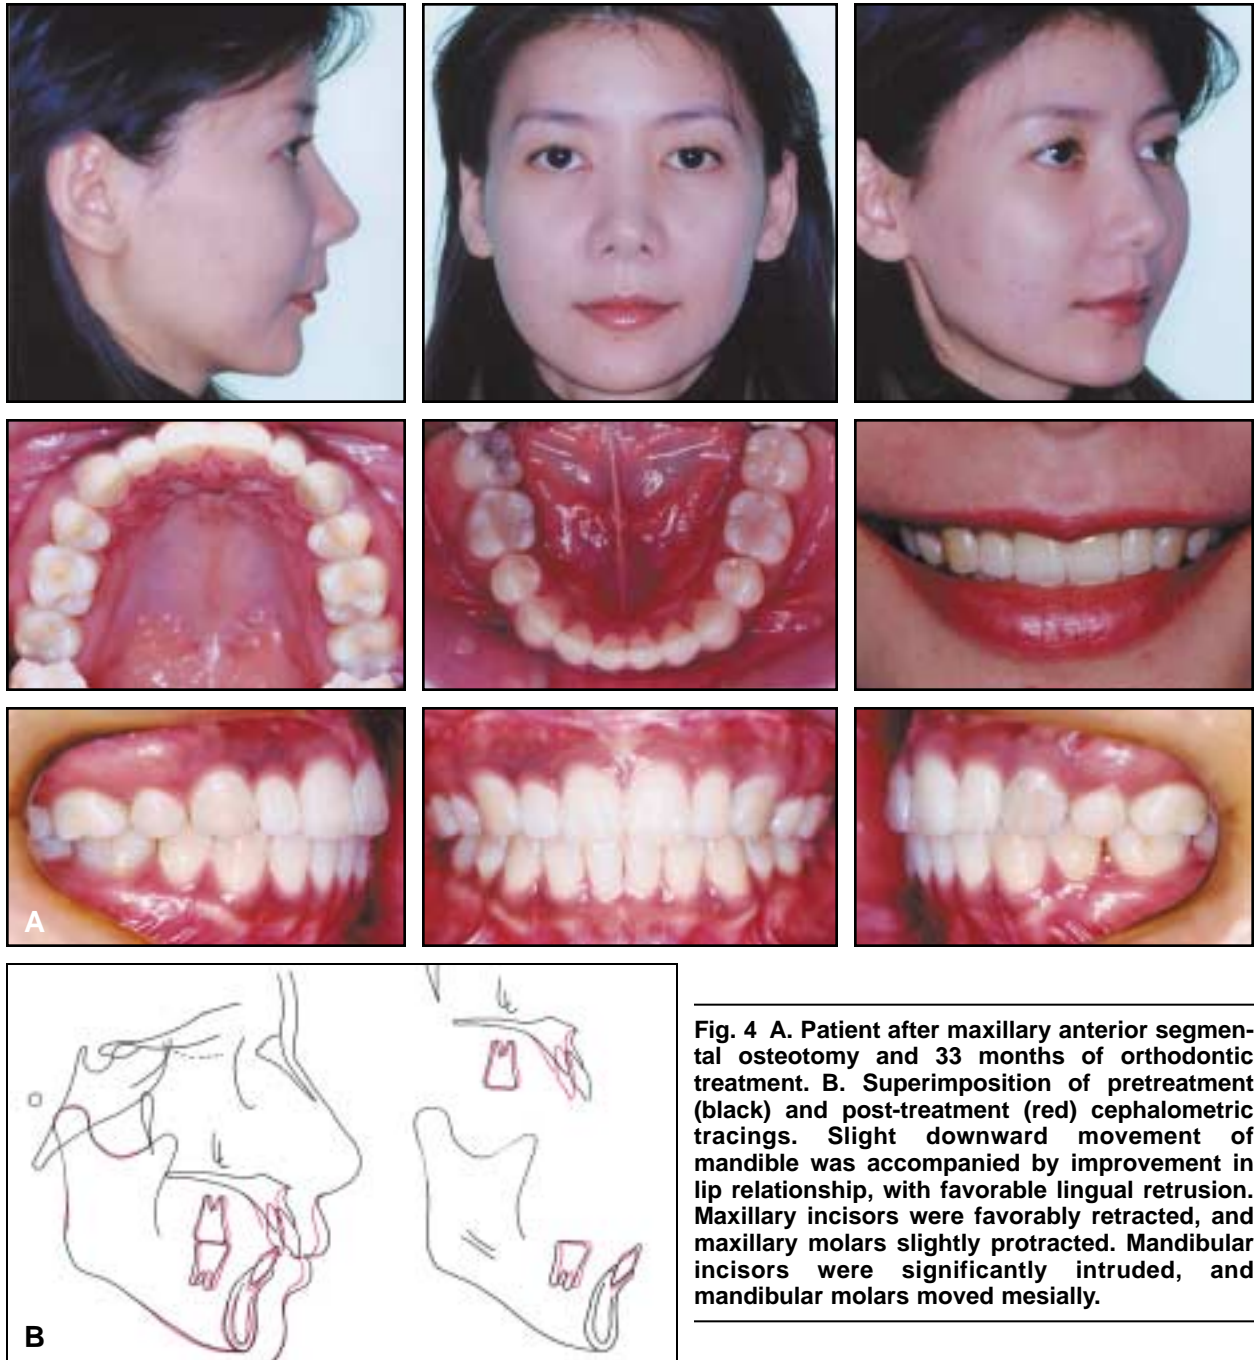 A
B
Fig. 4 A. Patient after maxillary anterior segmen-
tal osteotomy and 33 months of orthodontic
treatment. B. Superimposition of pretreatment
(black) and post-treatment (red) cephalometric
tracings. Slight downward movement of
mandible was accompanied by improvement in
lip relationship, with favorable lingual retrusion.
Maxillary incisors were favorably retracted, and
maxillary molars slightly protracted. Mandibular
incisors were significantly intruded, and
mandibular molars moved mesially.